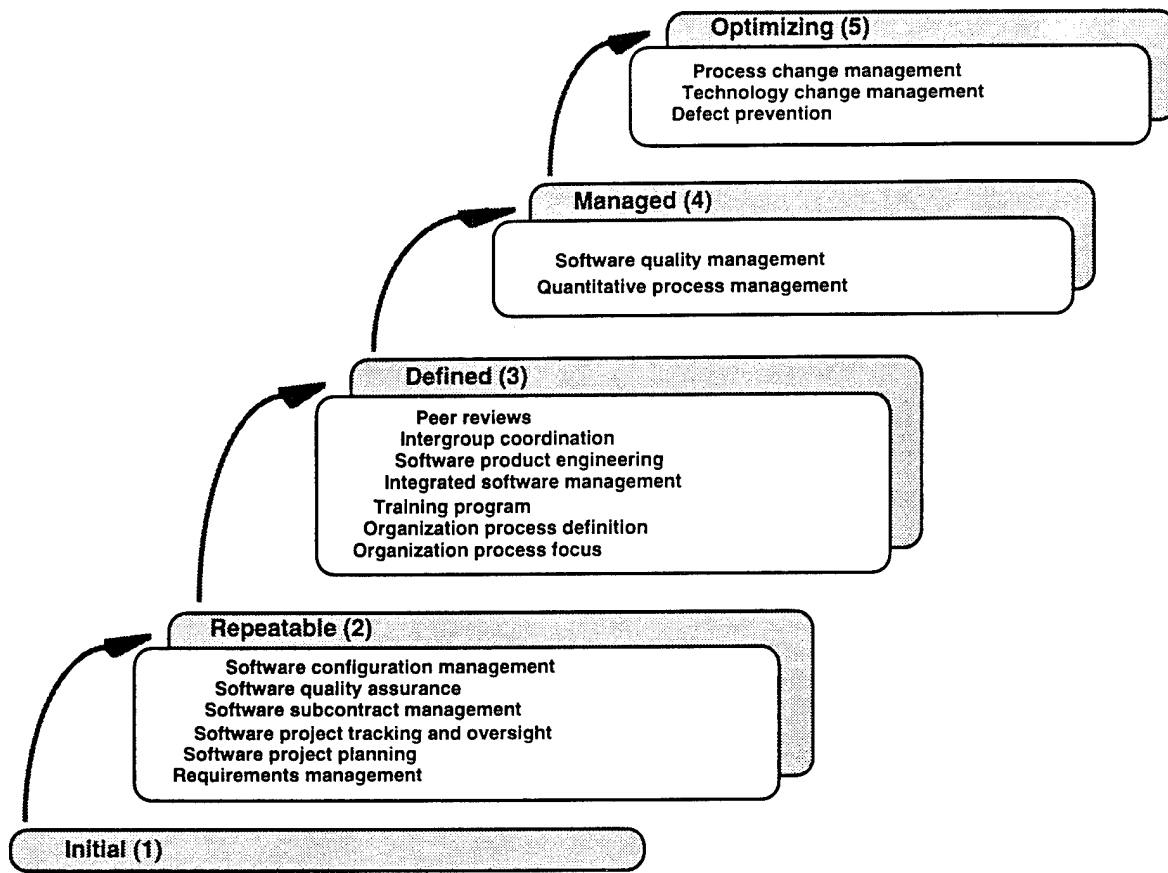 Optimizing (5)
Process change management
Technology change management
Defect prevention
Managed (4)
Software quality management
Quantitative process management
Defined (3)
Peer reviews
Intergroup coordination
Software product engineering
Integrated software management
Training program
Organization process definition
Organization process focus
Repeatable (2)
Software configuration management
Software quality assurance
Software subcontract management
Software project tracking and oversight
Software project planning
Requirements management
Initial (1)